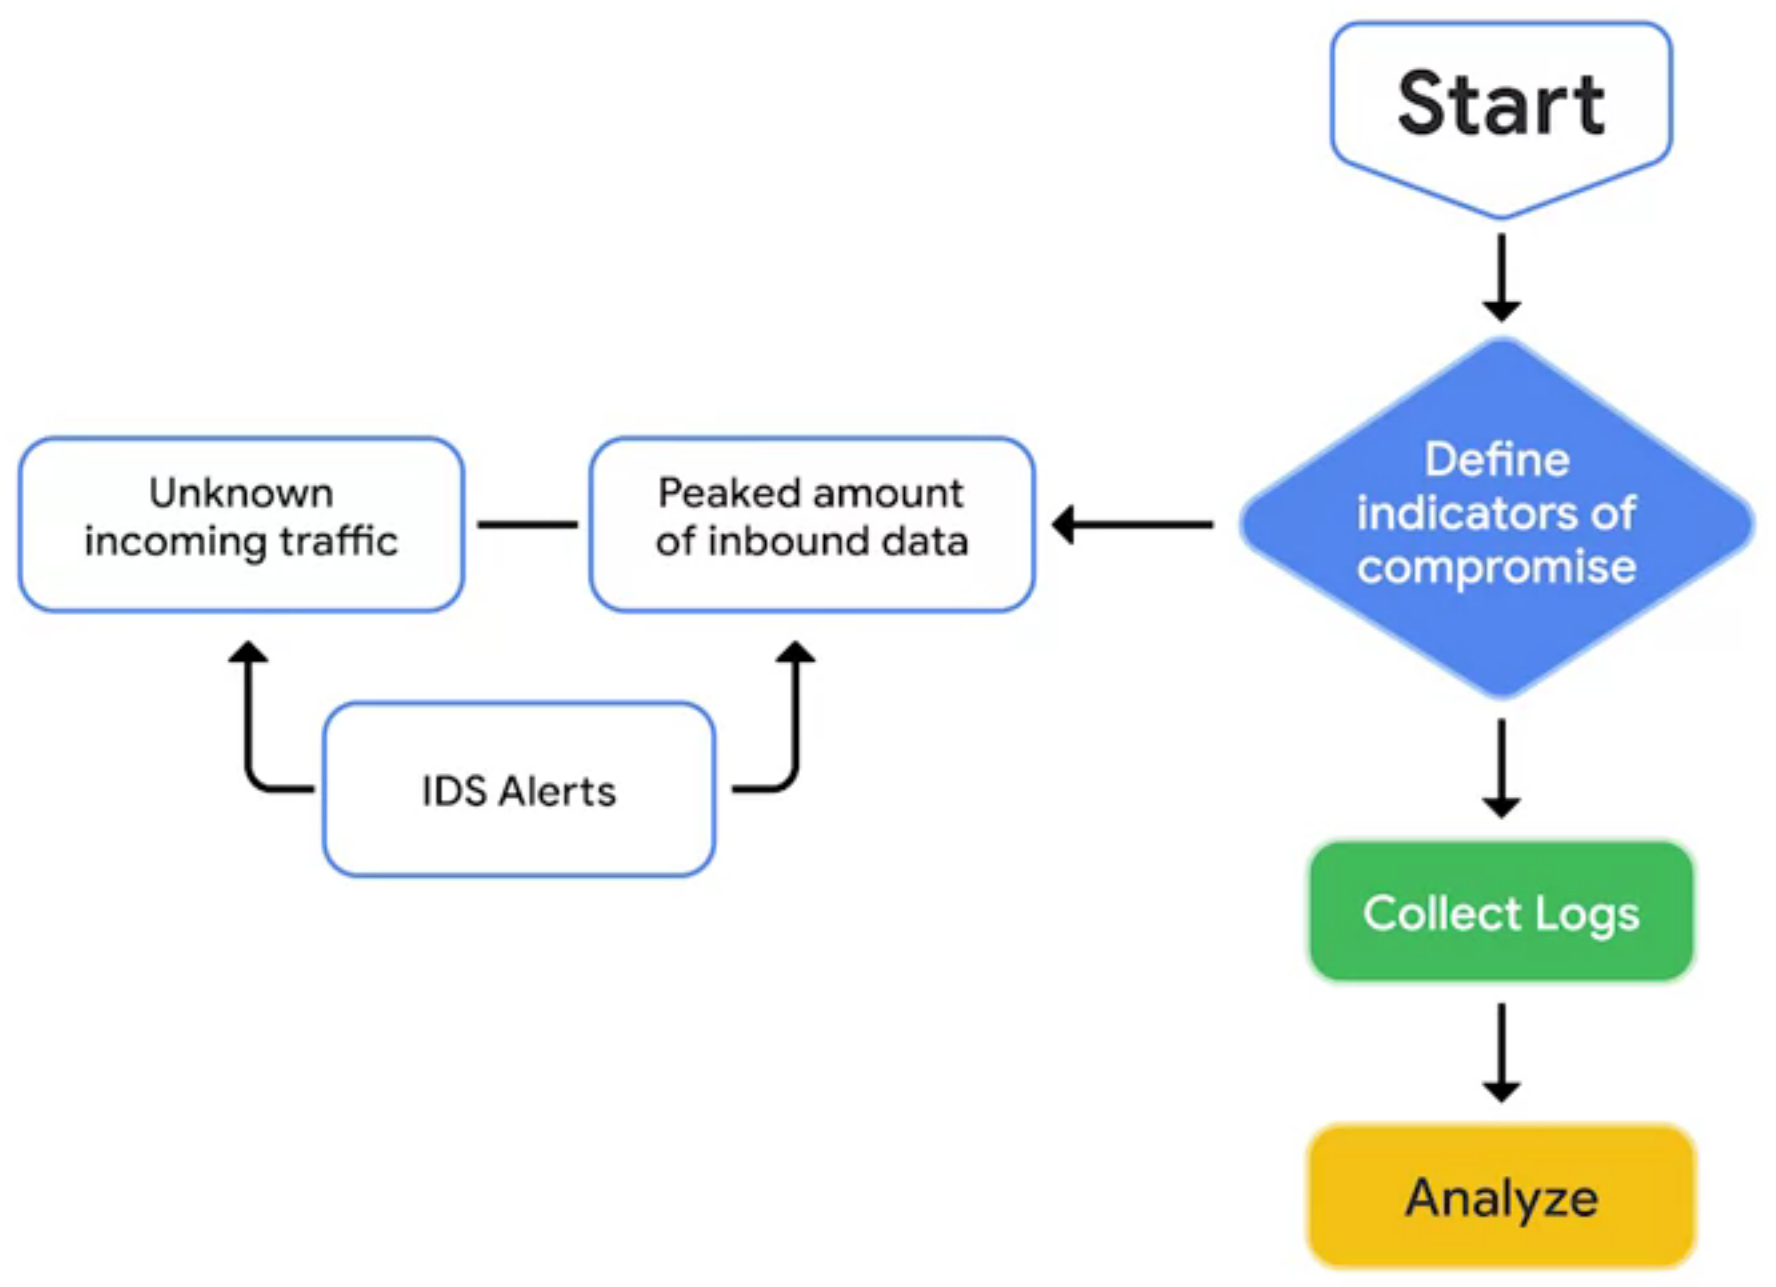 Start
Define
indicators of
compromise
Peaked amount
of inbound data
Unknown
incoming traffic
IDS Alerts
Collect Logs
Analyze